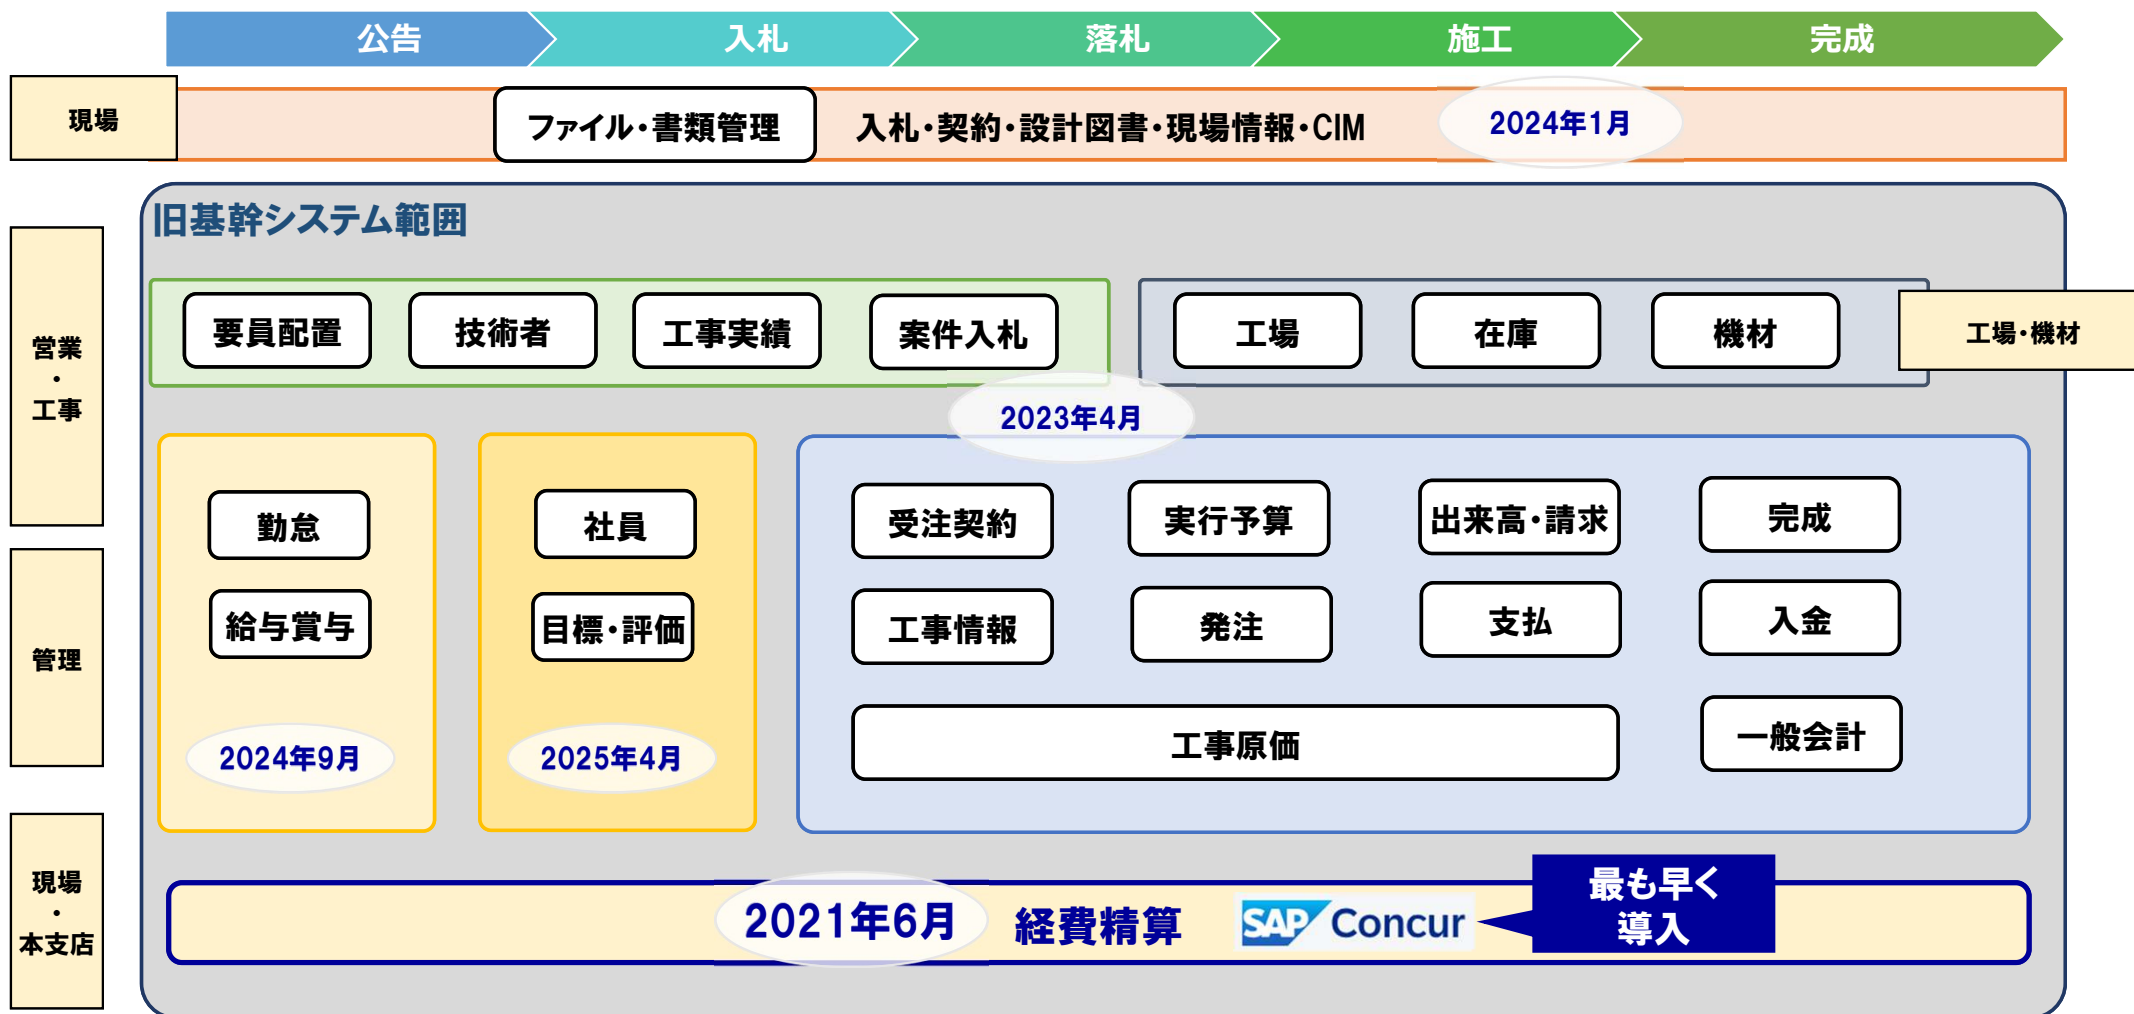 公告
入札
落札
施工
完成
現場
ファイル・書類管理
入札・契約・設計図書・現場情報・CIM
2024年1月
旧基幹システム範囲
営業
・
工事
要員配置
技術者
工事実績
案件入札
工場
在庫
機材
工場・機材
2023年4月
勤怠
社員
受注契約
実行予算
出来高・請求
完成
管理
給与賞与
目標・評価
工事情報
発注
支払
入金
2024年9月
2025年4月
工事原価
一般会計
現場
・
本支店
2021年6月
経費精算
SAP Concur
最も早く
導入